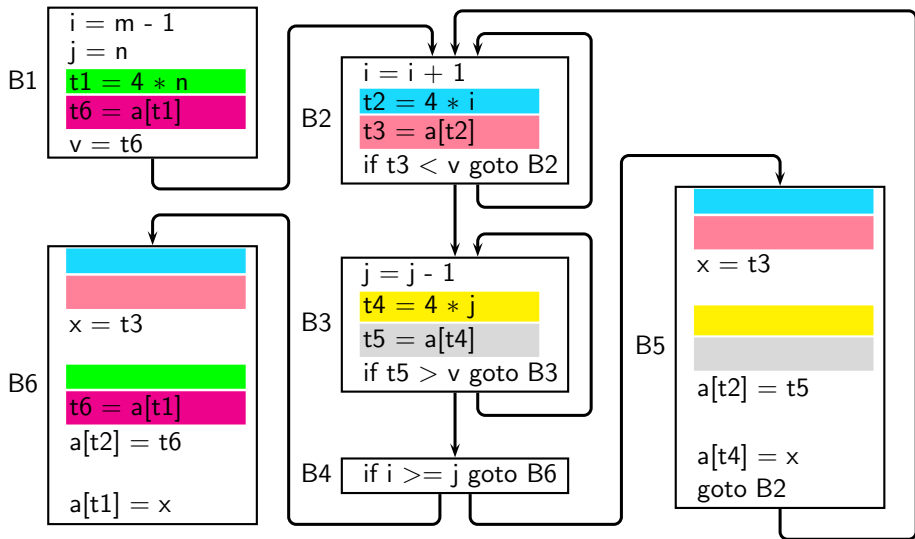 B1
i = m - 1
j = n
t1 = 4 * n
t6 = a[t1]
v = t6
B2
i = i + 1
t2 = 4 * i
t3 = a[t2]
if t3 < v goto B2
B3
j = j - 1
t4 = 4 * j
t5 = a[t4]
if t5 > v goto B3
B4
if i >= j goto B6
B5
x = t3
a[t2] = t5
a[t4] = x
goto B2
B6
x = t3
t6 = a[t1]
a[t2] = t6
a[t1] = x